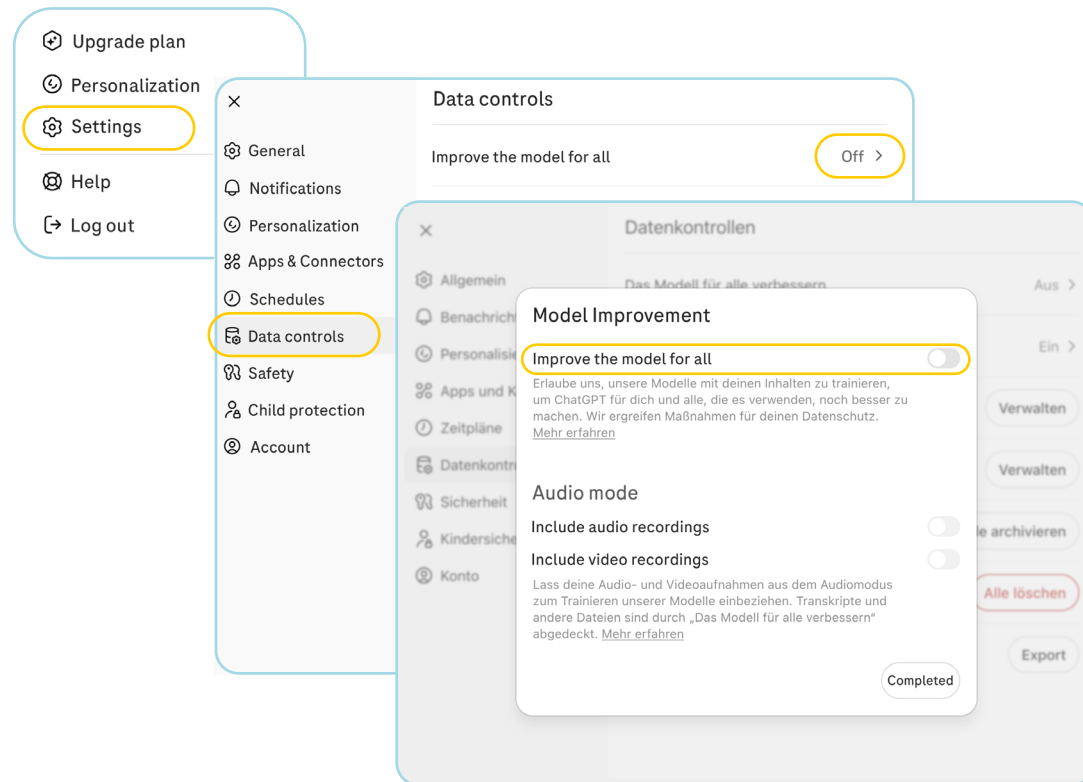 Upgrade plan
Personalization
Settings
Help
Log out
Data controls
Improve the model for all
Off
General
Notifications
Personalization
Apps & Connectors
Schedules
Data controls
Safety
Child protection
Account
Datenkontrollen
Das Modell für alle verbessern
Aus
Ein
Allgemein
Personalisie
Apps und K
Zeitpläne
Datenkontro
Sicherheit
Kindersiche
Konto
Verwalten
Verwalten
le archivieren
Alle löschen
Export
Model Improvement
Improve the model for all
Erlaube uns, unsere Modelle mit deinen Inhalten zu trainieren,
um ChatGPT für dich und alle, die es verwenden, noch besser zu
machen. Wir ergreifen Maßnahmen für deinen Datenschutz.
Mehr erfahren
Audio mode
Include audio recordings
Include video recordings
Lass deine Audio- und Videoaufnahmen aus dem Audiomodus
zum Trainieren unserer Modelle einbeziehen. Transkripte und
andere Dateien sind durch „Das Modell für alle verbessern“
abgedeckt. Mehr erfahren
Completed